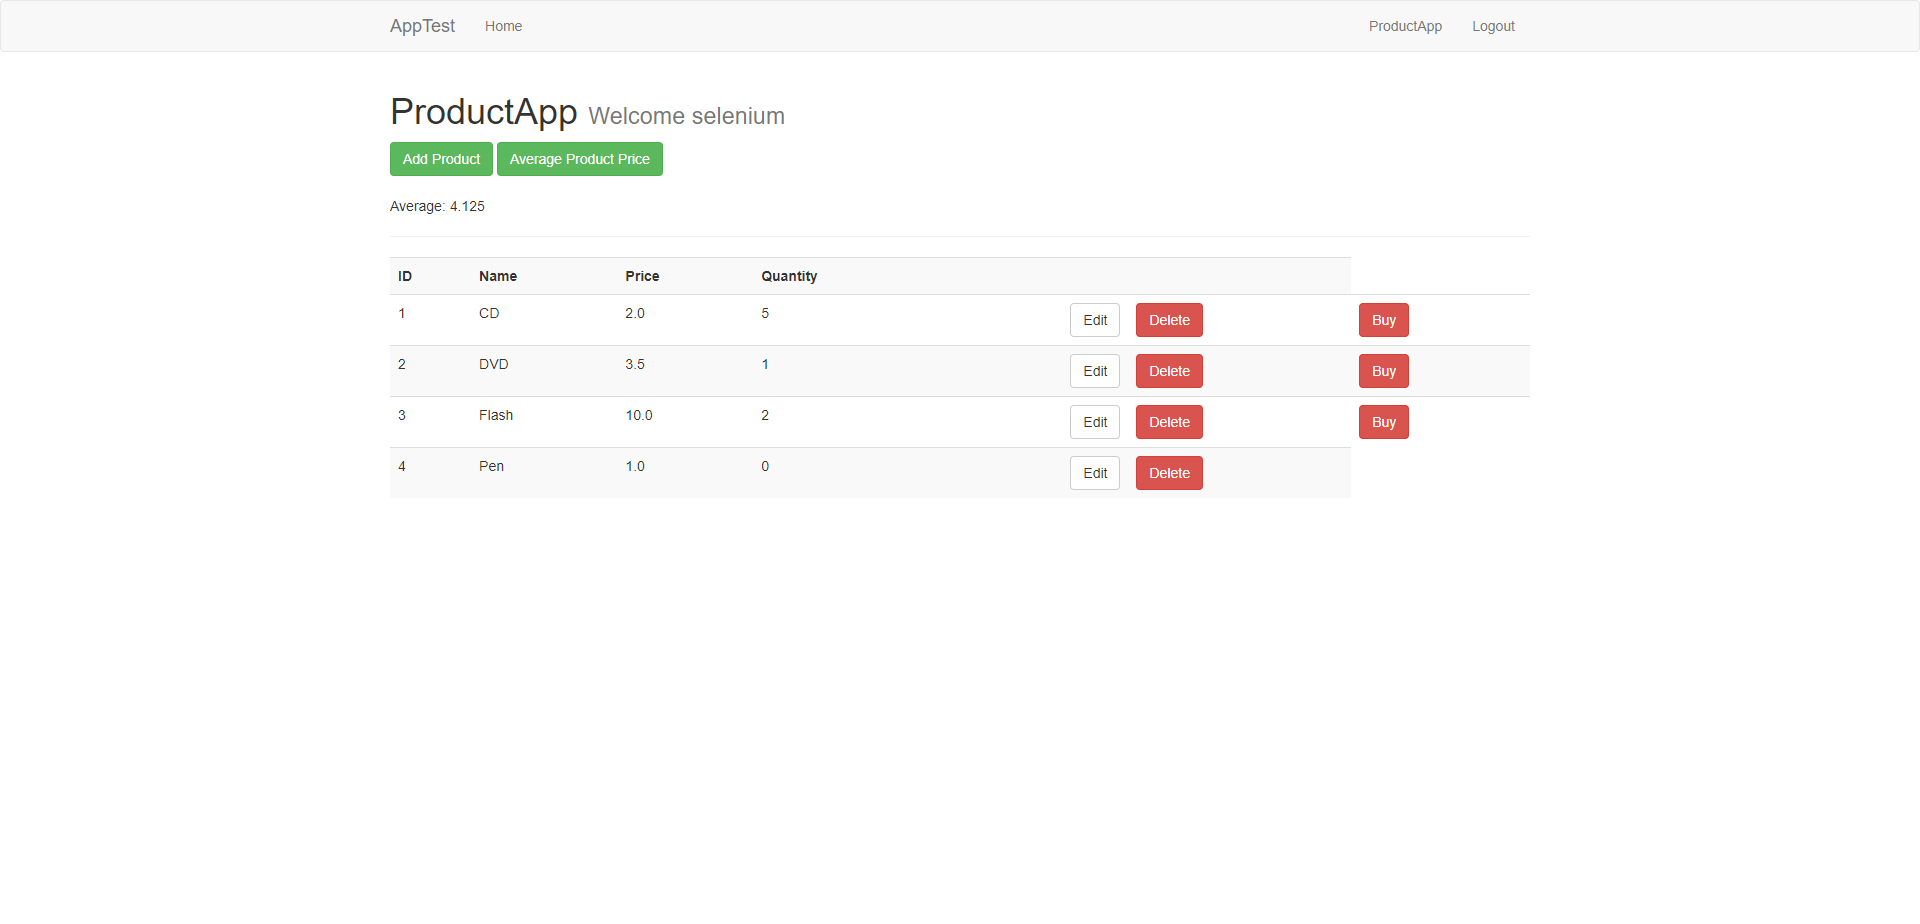 AppTest Home ProductApp Logout
ProductApp Welcome selenium
Add Product Average Product Price
Average: 4.125
ID Name Price Quantity
1 CD 2.0 5 Edit Delete Buy
2 DVD 3.5 1 Edit Delete Buy
3 Flash 10.0 2 Edit Delete Buy
4 Pen 1.0 0 Edit Delete